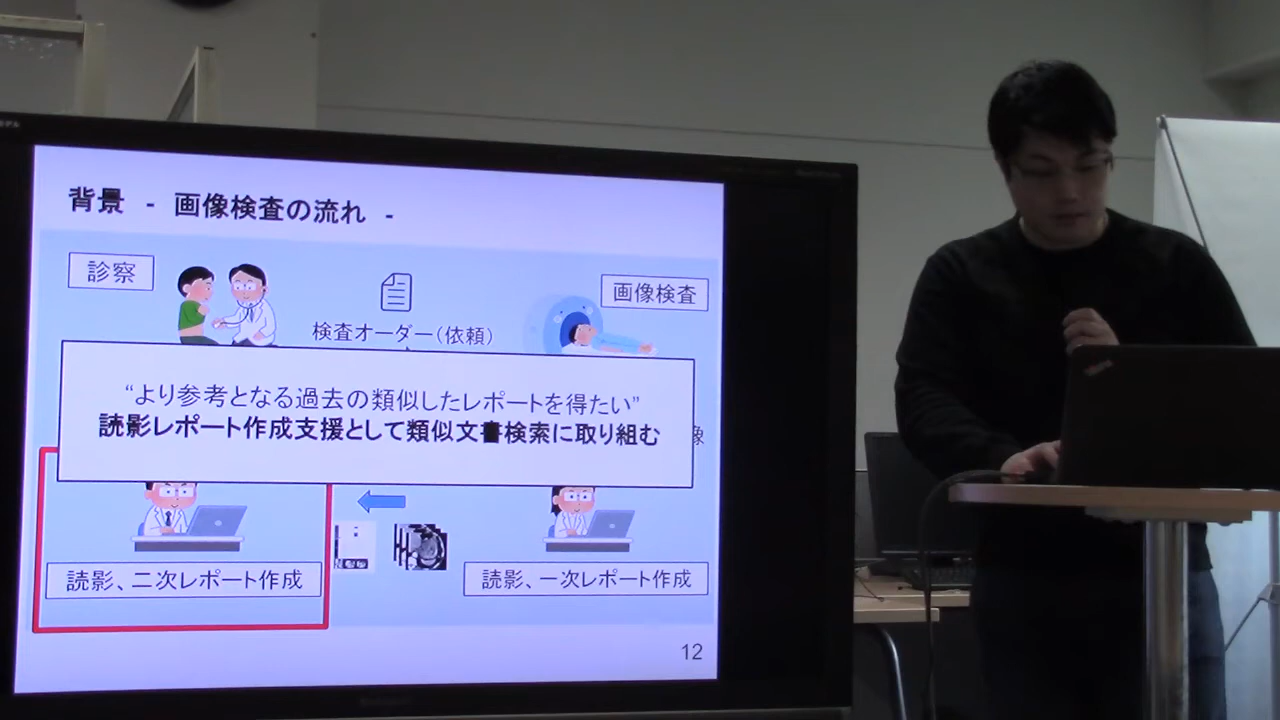 背景 - 画像検査の流れ -
診察
画像検査
検査オーダー(依頼)
“より参考となる過去の類似したレポートを得たい”
読影レポート作成支援として類似文書検索に取り組む
像
読影、二次レポート作成
読影、一次レポート作成
12